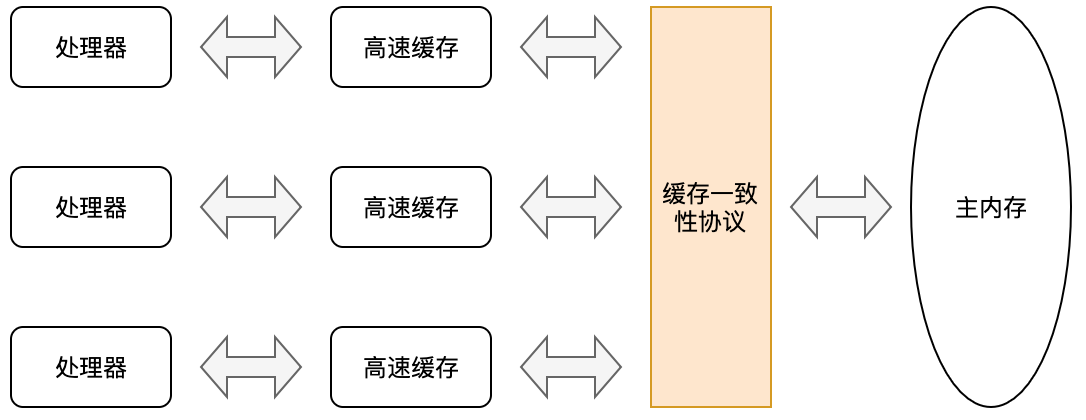 处理器
高速缓存
处理器
高速缓存
缓存一致
性协议
主内存
处理器
高速缓存